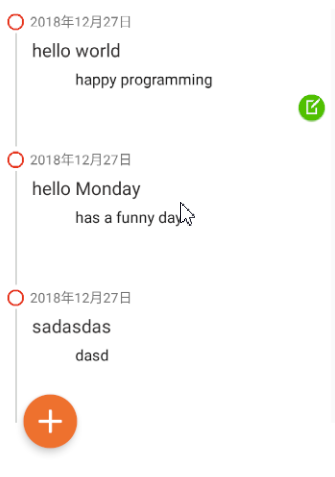 2018年12月27日
hello world
happy programming
2018年12月27日
hello Monday
has a funny day
2018年12月27日
sadasdas
dasd